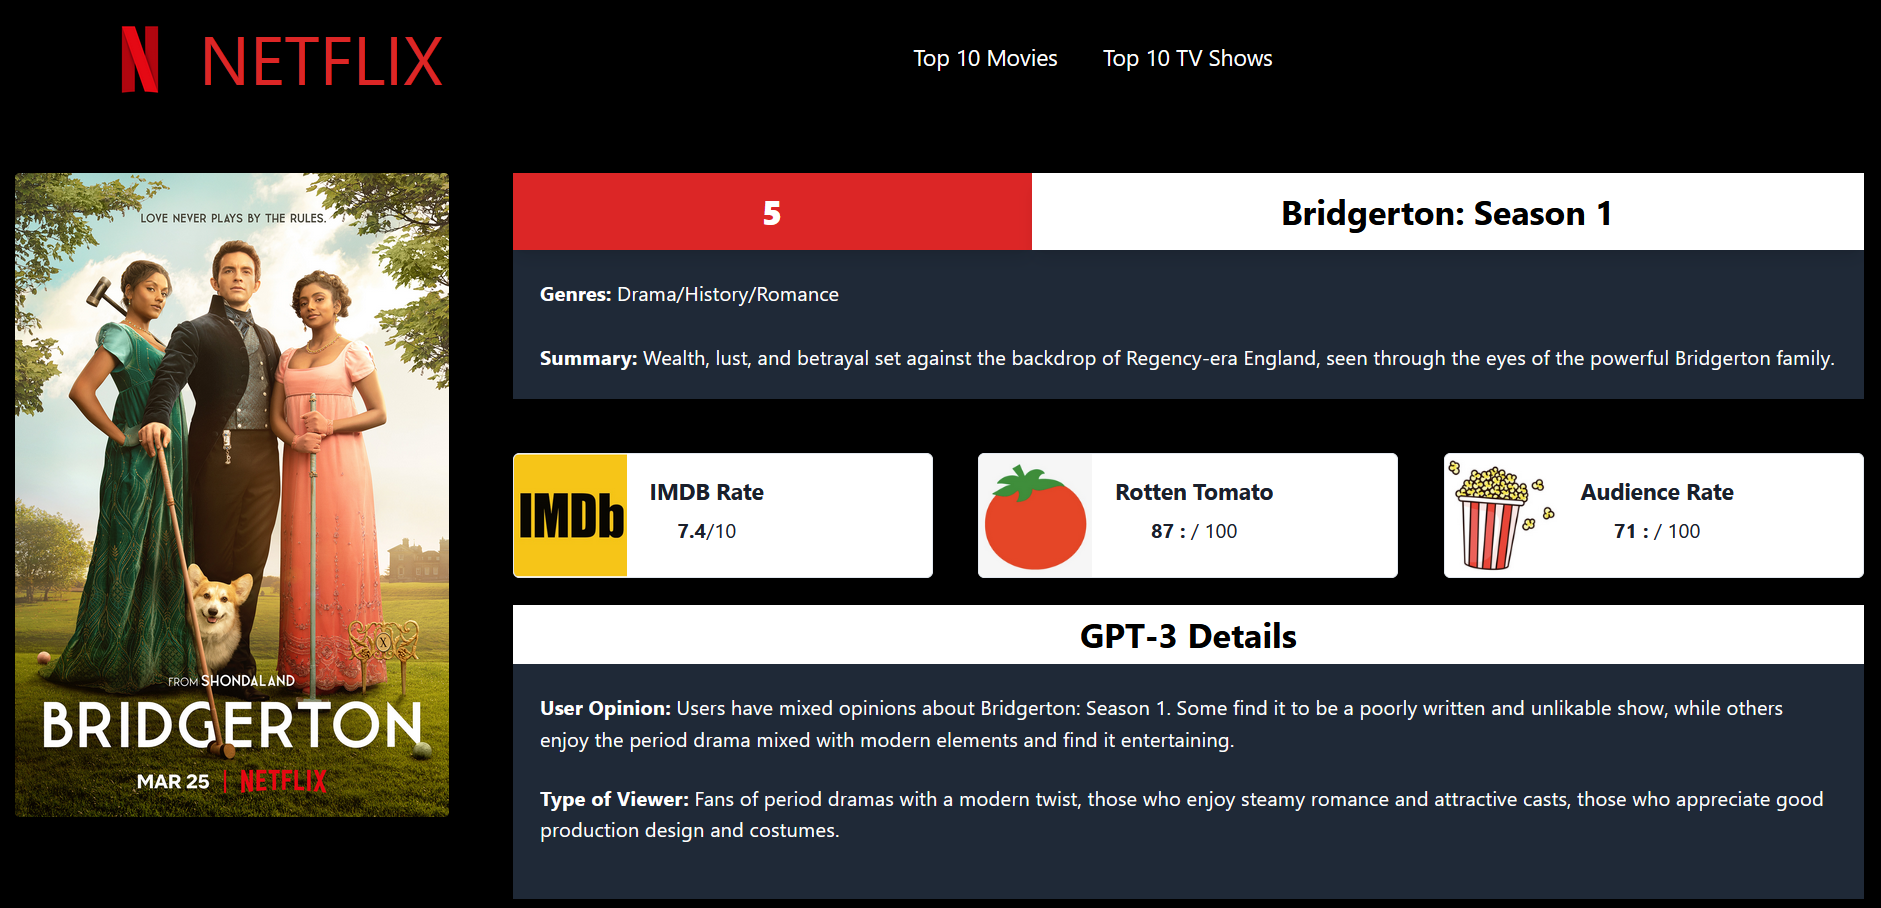 NETFLIX
Top 10 Movies
Top 10 TV Shows
LOVE NEVER PLAYS BY THE RULES.
X
FROM SHONDALAND
BRIDGERTON
MAR 25 | NETFLIX
5
Bridgerton: Season 1
Genres: Drama/History/Romance
Summary: Wealth, lust, and betrayal set against the backdrop of Regency-era England, seen through the eyes of the powerful Bridgerton family.
IMDb
IMDB Rate
7.4/10
Rotten Tomato
87 : / 100
Audience Rate
71 : / 100
GPT-3 Details
User Opinion: Users have mixed opinions about Bridgerton: Season 1. Some find it to be a poorly written and unlikable show, while others
enjoy the period drama mixed with modern elements and find it entertaining.
Type of Viewer: Fans of period dramas with a modern twist, those who enjoy steamy romance and attractive casts, those who appreciate good
production design and costumes.